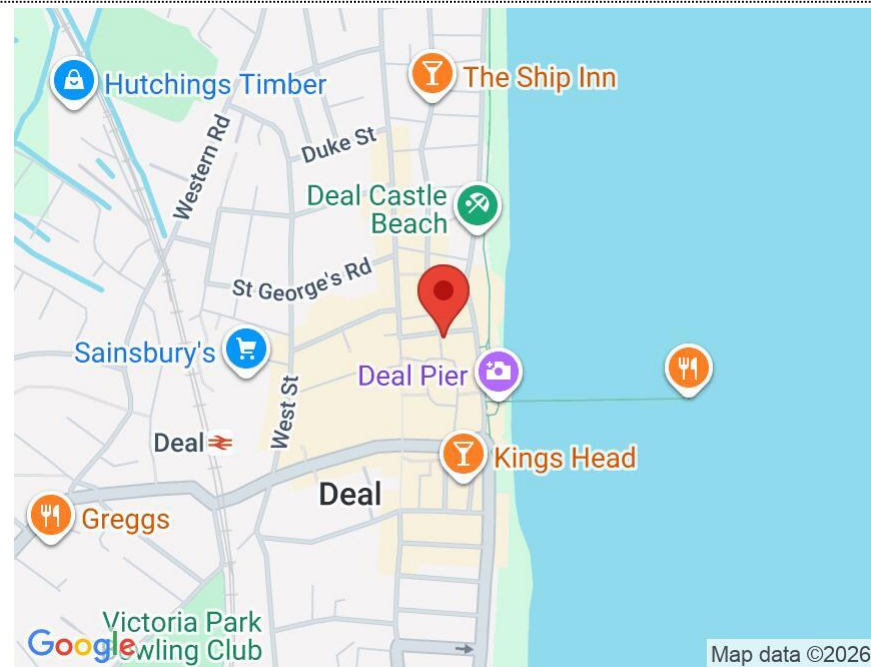 Hutchings Timber
The Ship Inn
Duke St
Western Rd
Deal Castle
Beach
St George's Rd
Sainsbury's
Deal Pier
West St
Deal
Kings Head
Deal
Greggs
Victoria Park
Bowling Club
Google
Map data ©2026